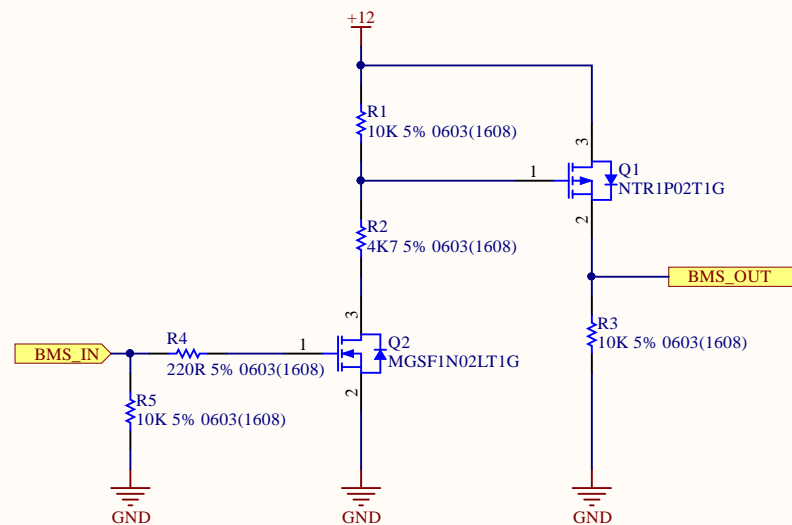 +12
R1
10K 5% 0603(1608)
3
Q1
1
NTR1P02T1G
2
R2
4K7 5% 0603(1608)
BMS_OUT
3
R3
10K 5% 0603(1608)
BMS_IN
R4
220R 5% 0603(1608)
1
Q2
MGSF1N02LT1G
2
R5
10K 5% 0603(1608)
GND
GND
GND